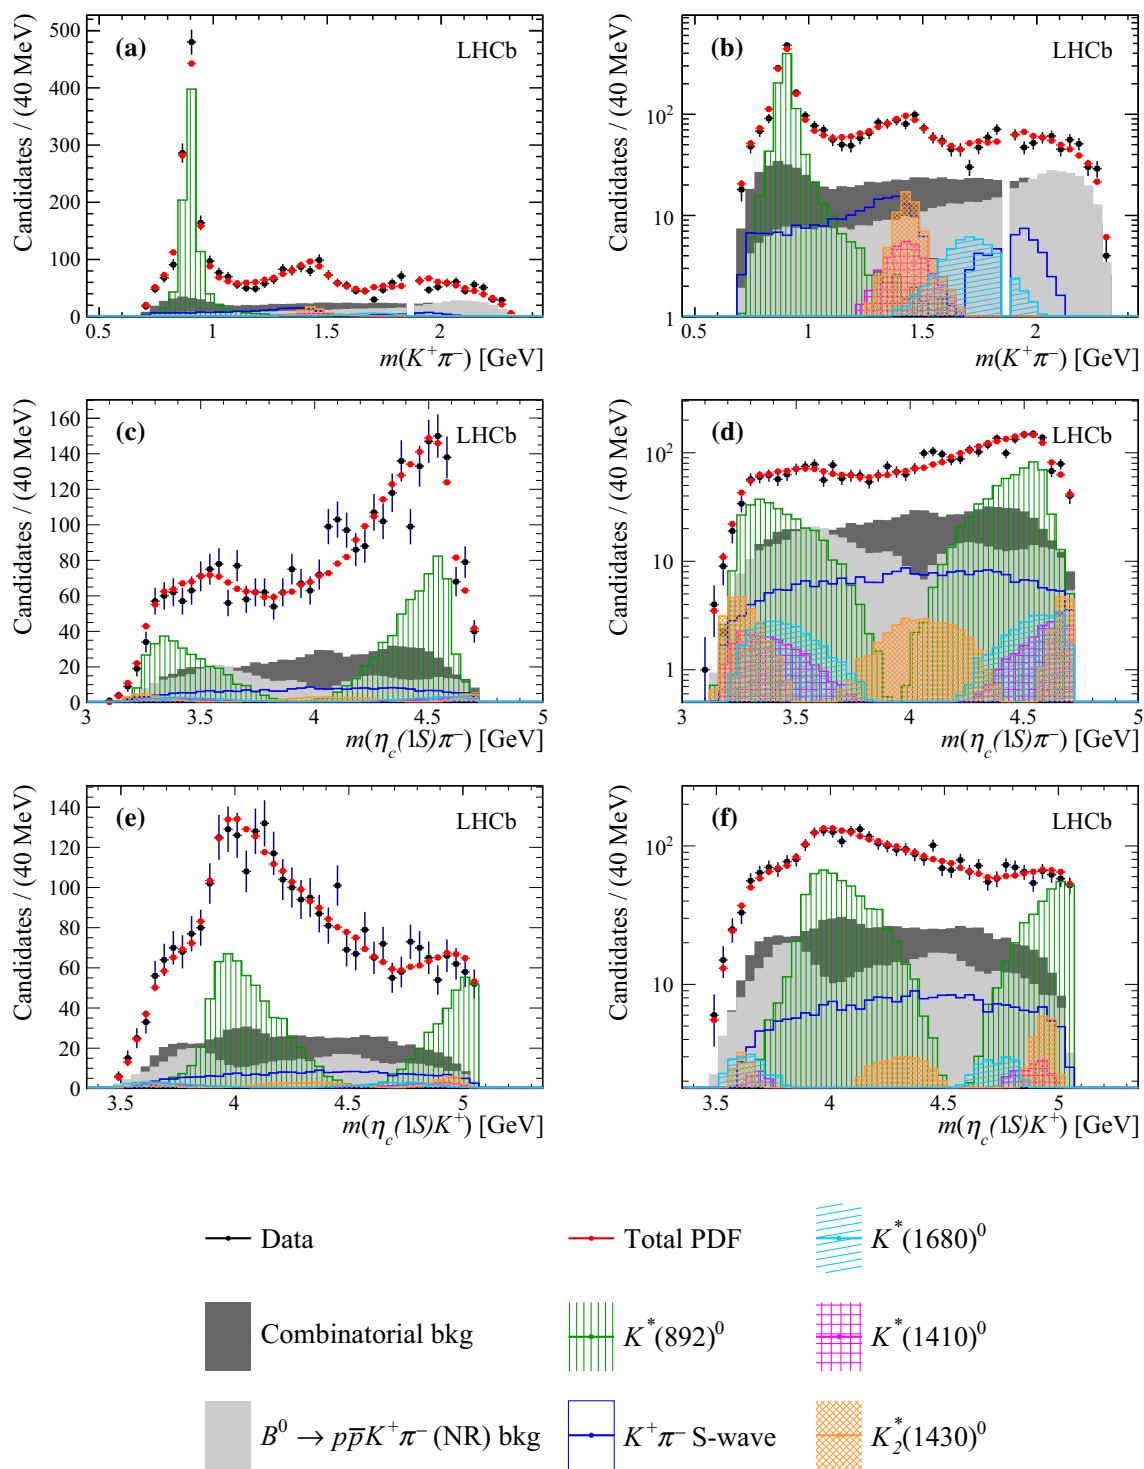 (a) LHCb
Candidates / (40 MeV)
500
400
300
200
100
0
0.5 1 1.5 2
m(K⁺π⁻) [GeV]
(b) LHCb
Candidates / (40 MeV)
10²
10
1
0.5 1 1.5 2
m(K⁺π⁻) [GeV]
(c) LHCb
Candidates / (40 MeV)
160
140
120
100
80
60
40
20
0
3 3.5 4 4.5 5
m(η_c(1S)π⁻) [GeV]
(d) LHCb
Candidates / (40 MeV)
10²
10
1
3 3.5 4 4.5 5
m(η_c(1S)π⁻) [GeV]
(e) LHCb
Candidates / (40 MeV)
140
120
100
80
60
40
20
0
3.5 4 4.5 5
m(η_c(1S)K⁺) [GeV]
(f) LHCb
Candidates / (40 MeV)
10²
10
3.5 4 4.5 5
m(η_c(1S)K⁺) [GeV]
Data Total PDF K*(1680)⁰
Combinatorial bkg K*(892)⁰ K*(1410)⁰
B⁰ → pp̅K⁺π⁻ (NR) bkg K⁺π⁻ S-wave K₂*(1430)⁰